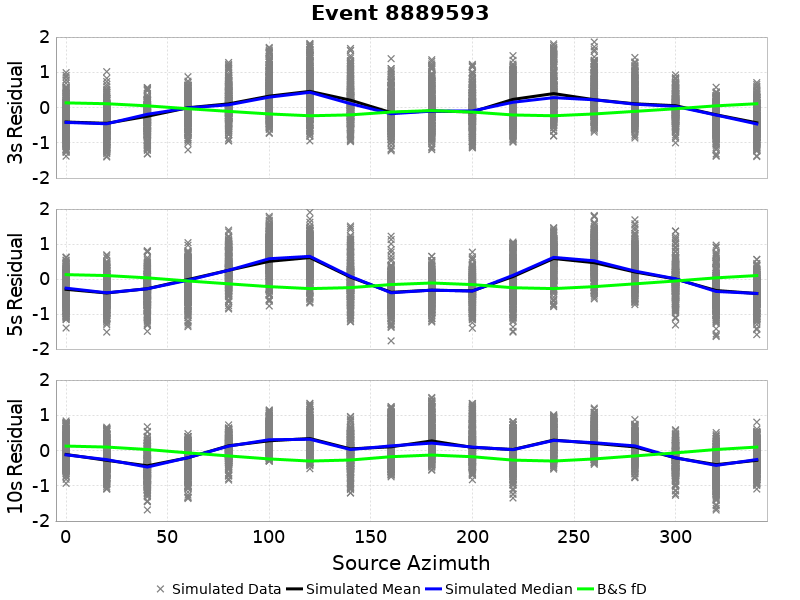 Event 8889593
2
1
0
-1
-2
3s Residual
2
1
0
-1
-2
5s Residual
2
1
0
-1
-2
10s Residual
0 50 100 150 200 250 300
Source Azimuth
Simulated Data Simulated Mean Simulated Median B&S fD